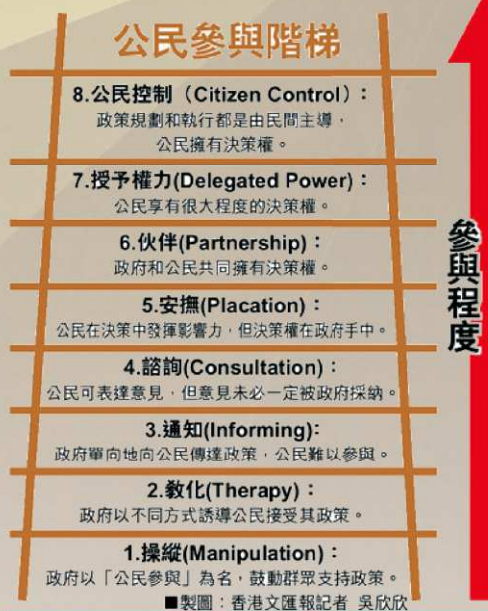 公民參與階梯
8.公民控制（Citizen Control）：
政策規劃和執行都是由民間主導，
公民擁有決策權。
7.授予權力(Delegated Power)：
公民享有很大程度的決策權。
6.伙伴(Partnership)：
政府和公民共同擁有決策權。
5.安撫(Placation)：
公民在決策中發揮影響力，但決策權在政府手中。
4.諮詢(Consultation)：
公民可表達意見，但意見未必一定被政府採納。
3.通知(Informing):
政府單向地向公民傳達政策，公民難以參與。
2.教化(Therapy)：
政府以不同方式誘導公民接受其政策。
1.操縱(Manipulation)：
政府以「公民參與」為名，鼓動群眾支持政策。
■製圖：香港文匯報記者 吳欣欣
參與程度